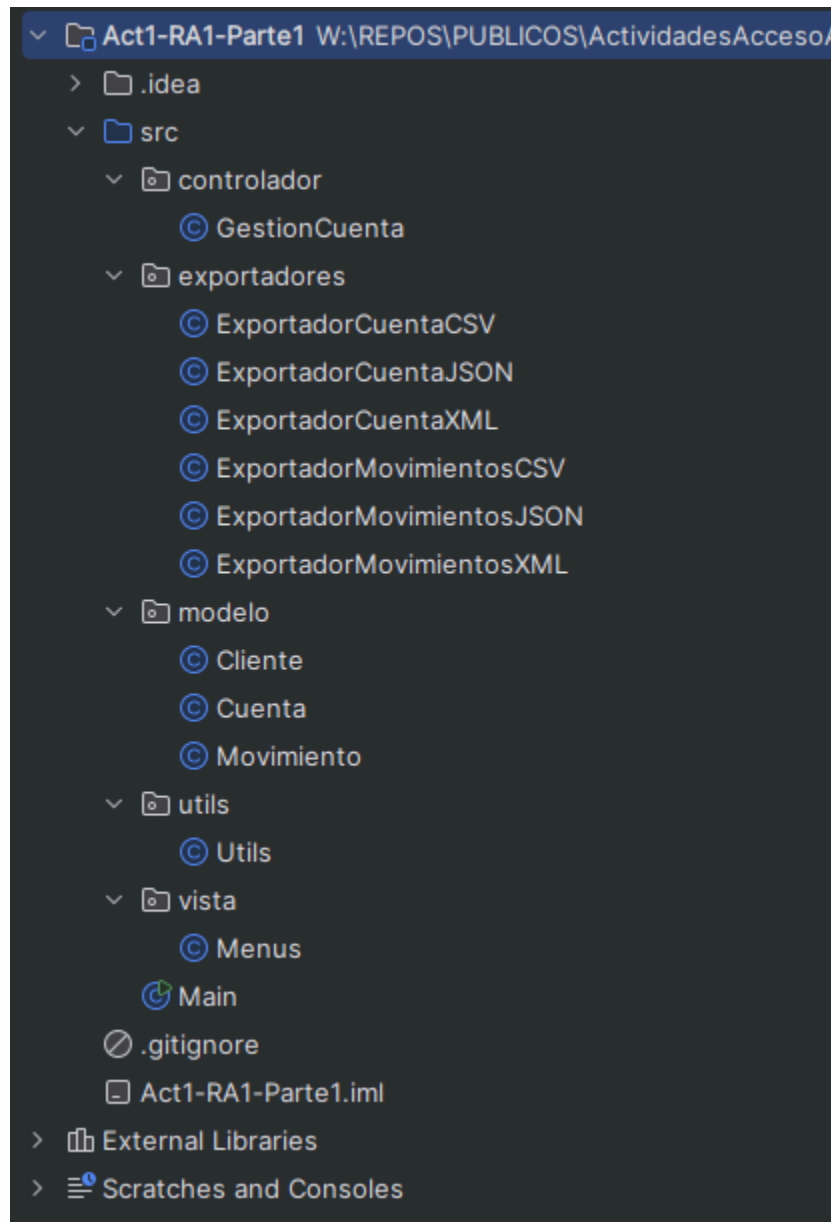 Act1-RA1-Parte1 W:\REPOS\PUBLICOS\ActividadesAccesoA
.idea
src
controlador
GestionCuenta
exportadores
ExportadorCuentaCSV
ExportadorCuentaJSON
ExportadorCuentaXML
ExportadorMovimientosCSV
ExportadorMovimientosJSON
ExportadorMovimientosXML
modelo
Cliente
Cuenta
Movimiento
utils
Utils
vista
Menus
Main
.gitignore
Act1-RA1-Parte1.iml
External Libraries
Scratches and Consoles